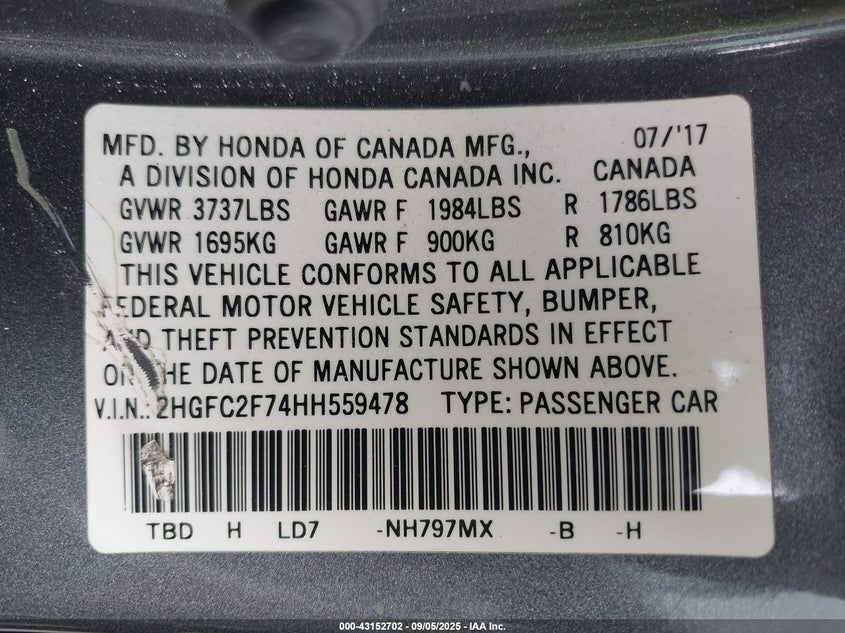 MFD. BY HONDA OF CANADA MFG., 07/'17
A DIVISION OF HONDA CANADA INC. CANADA
GVWR 3737LBS GAWR F 1984LBS R 1786LBS
GVWR 1695KG GAWR F 900KG R 810KG
THIS VEHICLE CONFORMS TO ALL APPLICABLE
FEDERAL MOTOR VEHICLE SAFETY, BUMPER,
AND THEFT PREVENTION STANDARDS IN EFFECT
ON THE DATE OF MANUFACTURE SHOWN ABOVE.
V.I.N.: 2HGFC2F74HH559478 TYPE: PASSENGER CAR
TBD H LD7 -NH797MX -B -H
000-43152702 - 09/05/2025 - IAA Inc.